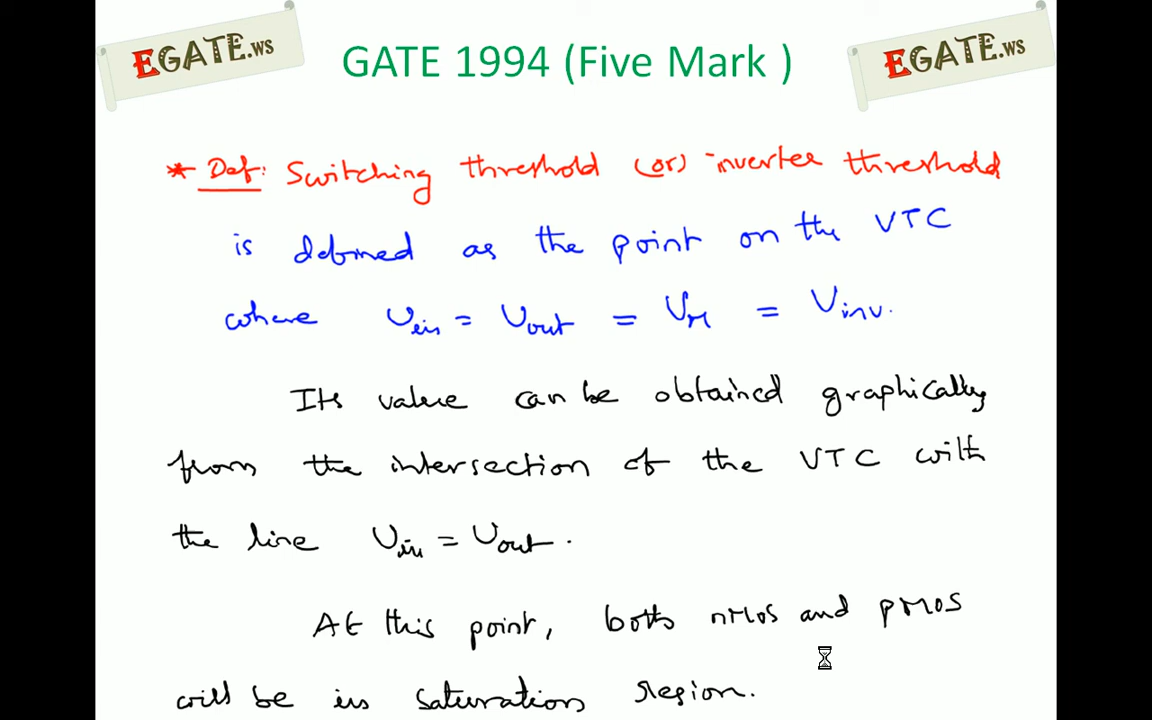 EGATE.ws GATE 1994 (Five Mark ) EGATE.ws
* Def: Switching threshold (or) inverter threshold
is defined as the point on the VTC
where Vin = Vout = VM = Vinv.
Its value can be obtained graphically
from the intersection of the VTC with
the line Vin = Vout.
At this point, both nMOS and pMOS
will be in saturation region.